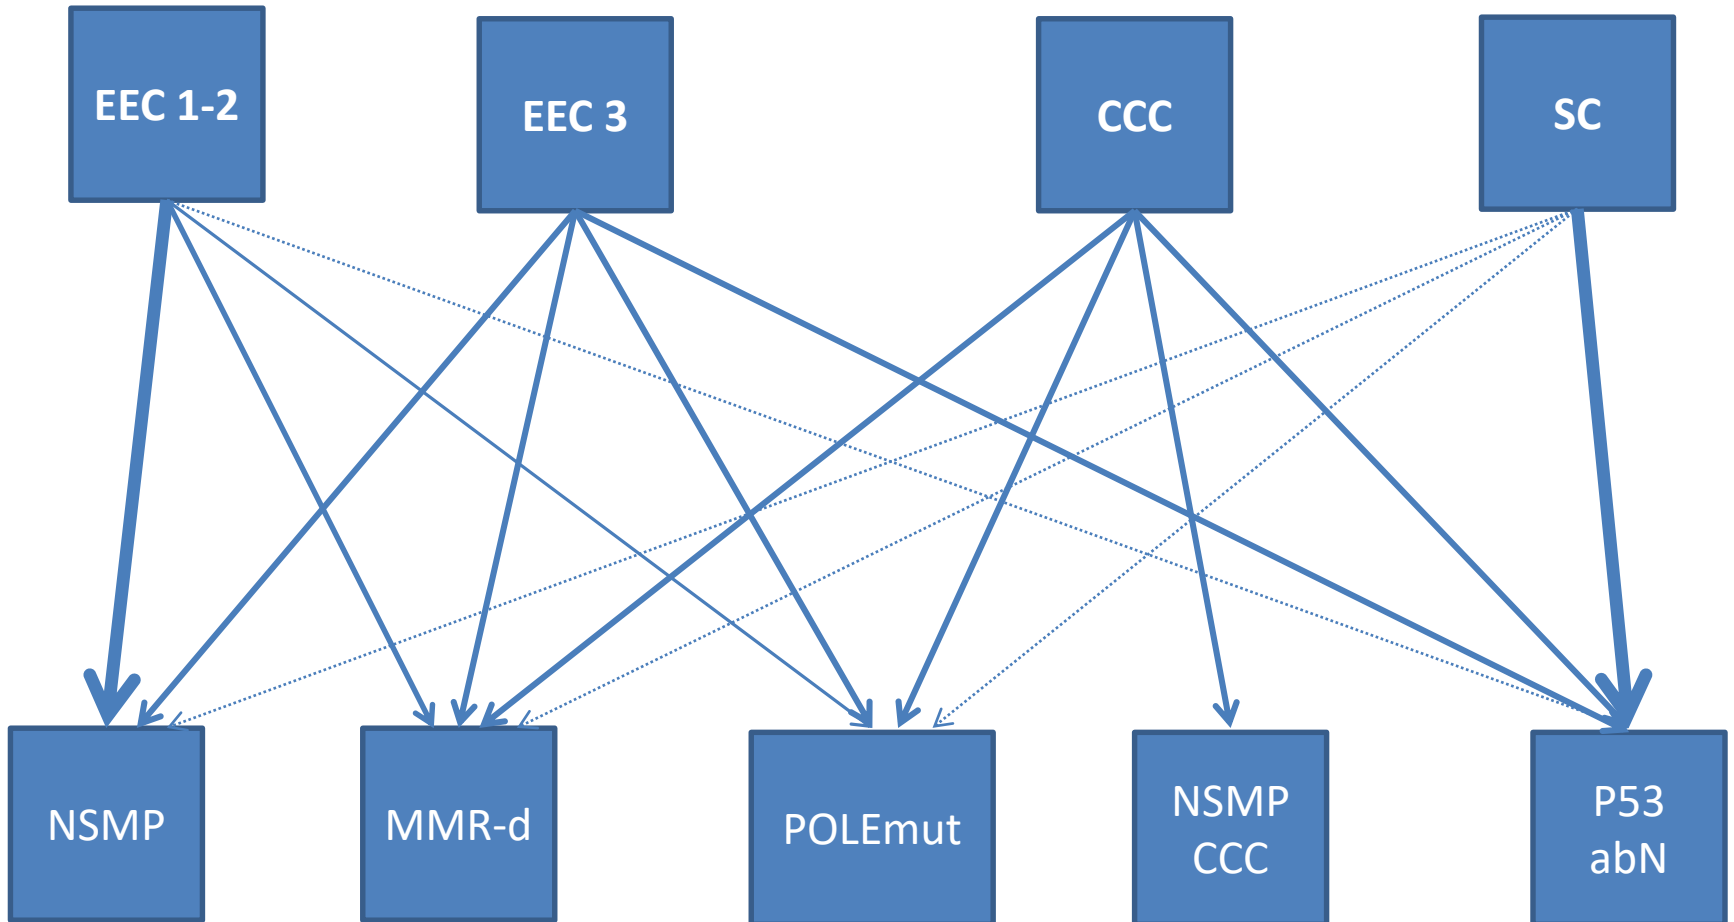 EEC 1-2
EEC 3
CCC
SC
NSMP
MMR-d
POLEmut
NSMP
CCC
P53
abN